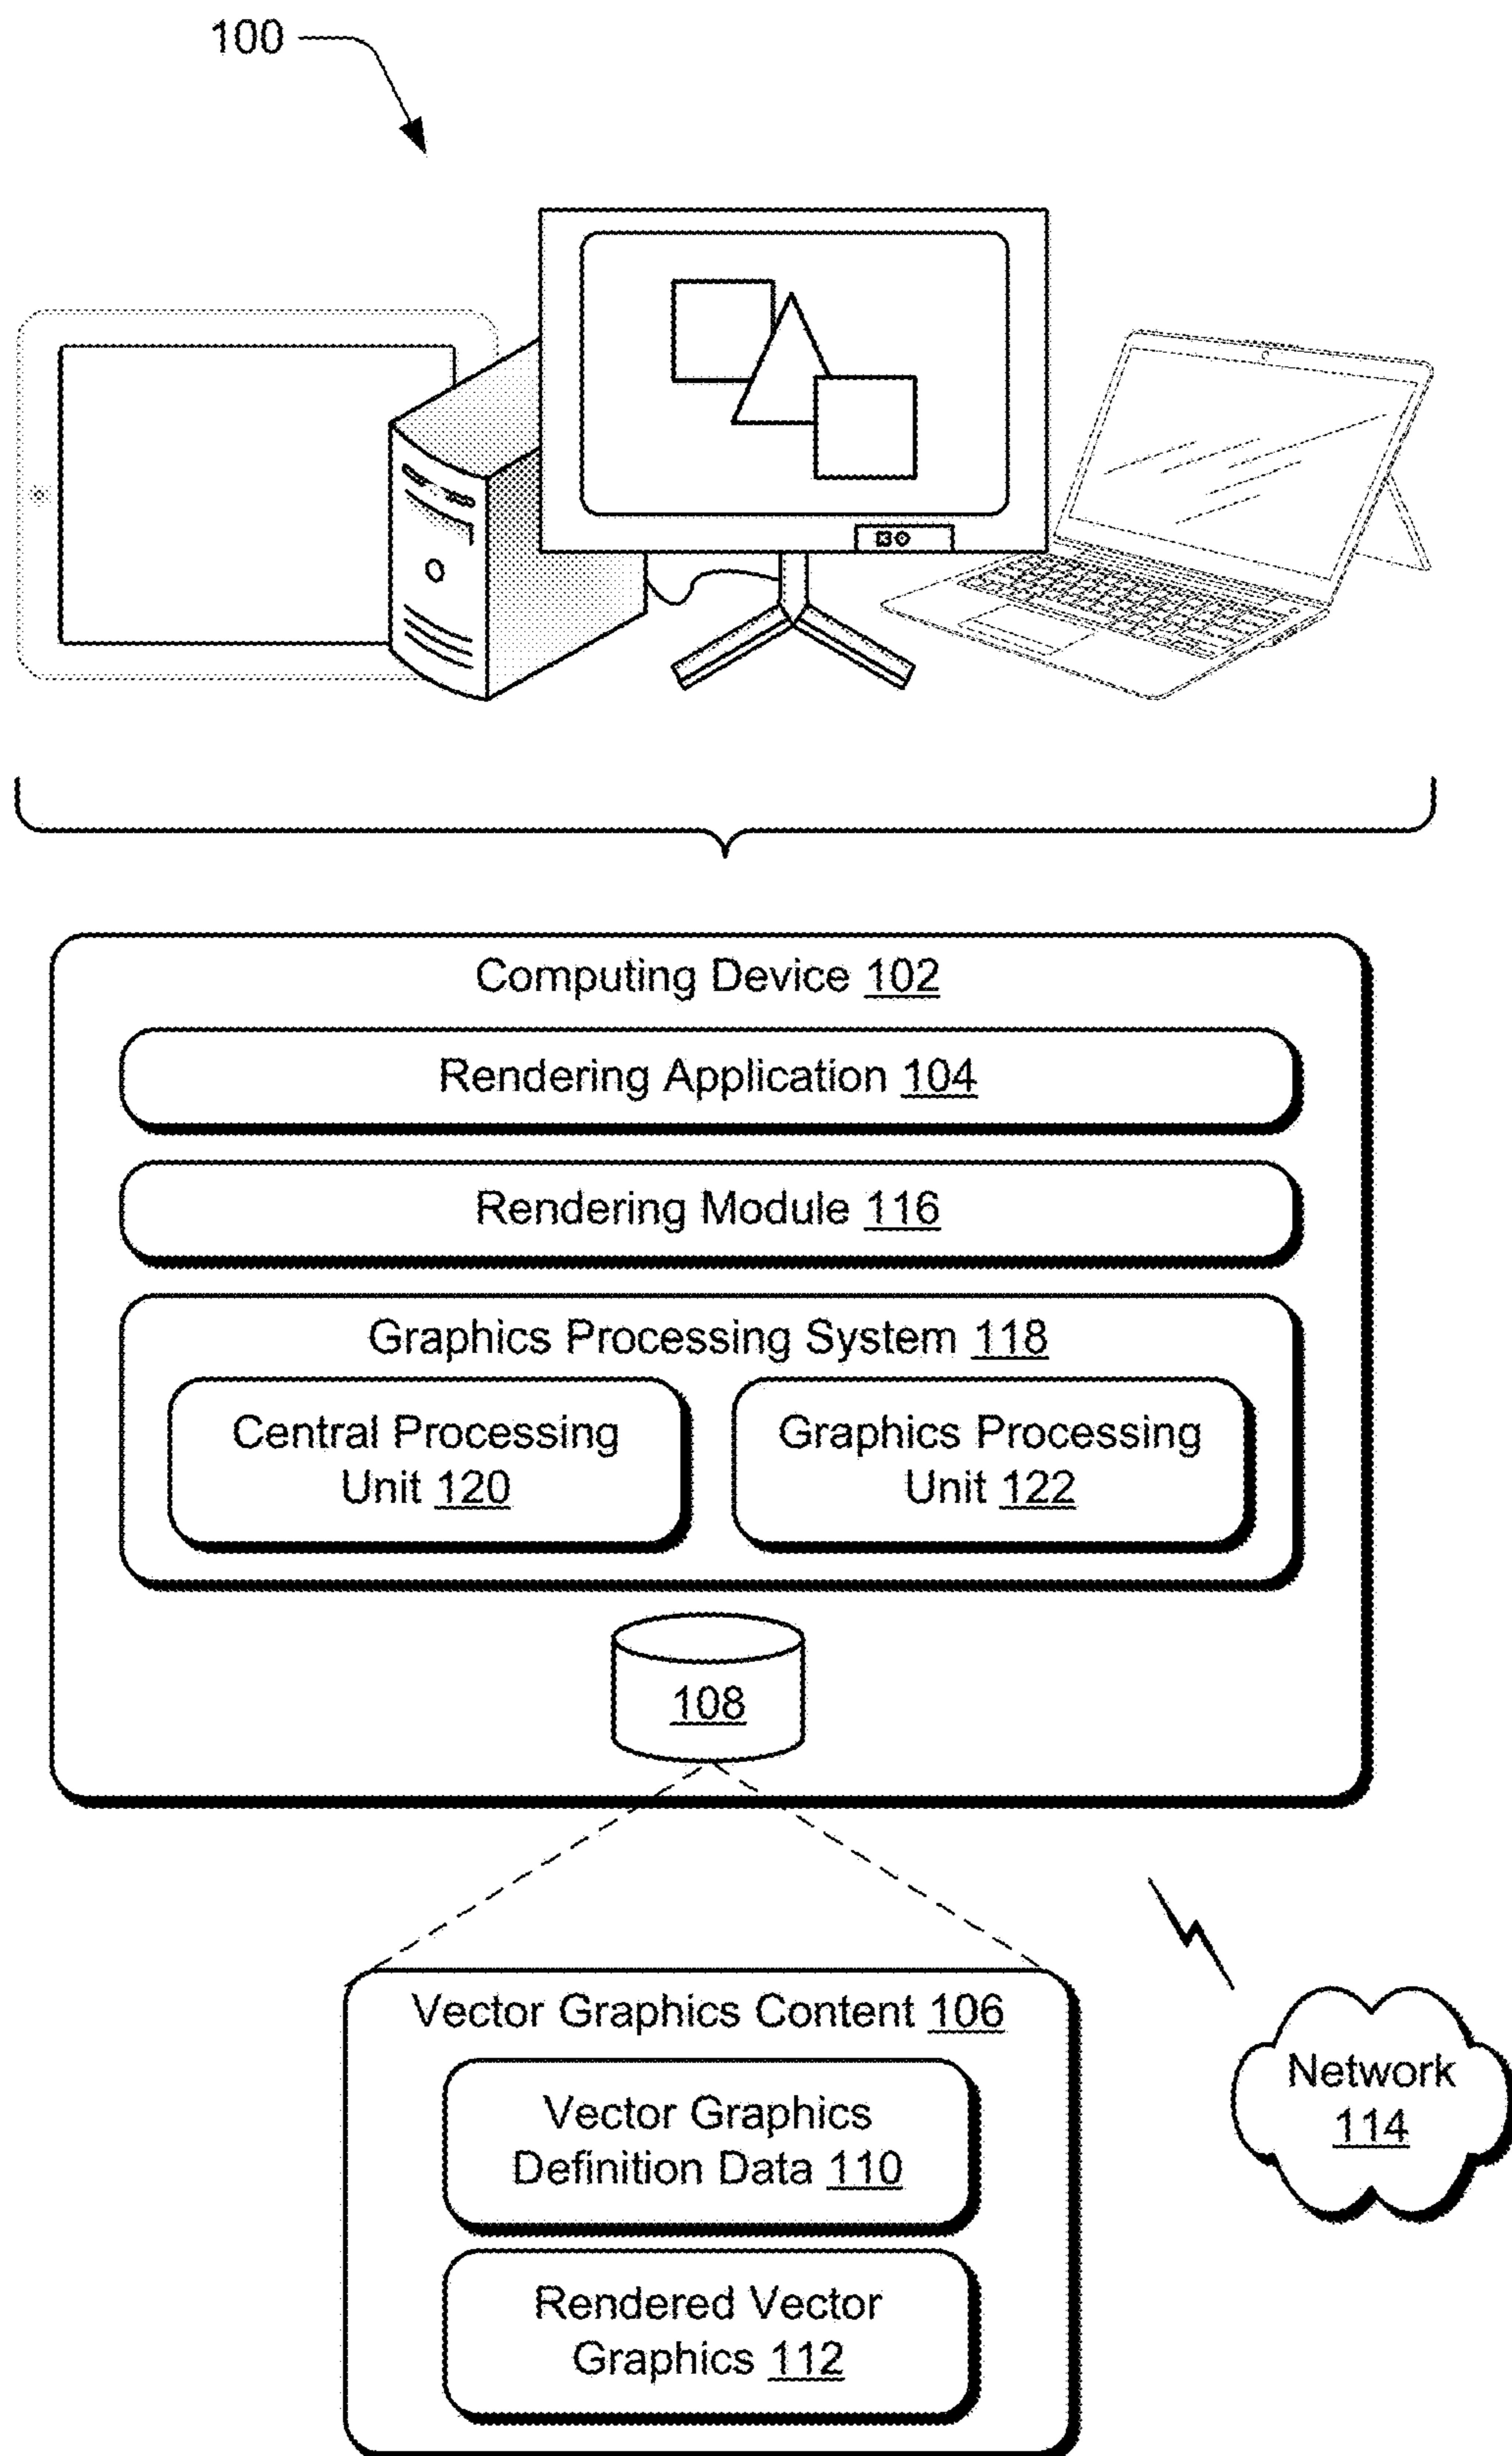 100
Computing Device 102
Rendering Application 104
Rendering Module 116
Graphics Processing System 118
Central Processing
Unit 120
Graphics Processing
Unit 122
108
Vector Graphics Content 106
Vector Graphics
Definition Data 110
Rendered Vector
Graphics 112
Network
114